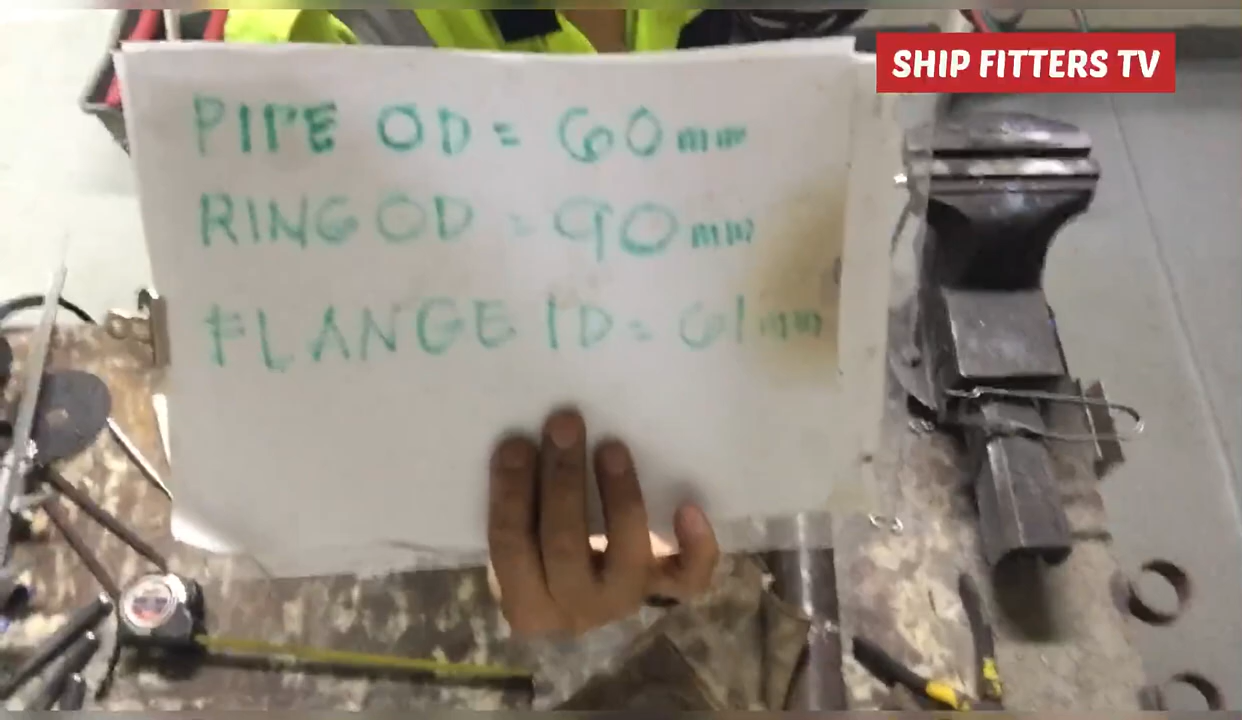 SHIP FITTERS TV
PIPE OD = 60mm
RING OD = 90mm
FLANGE ID = 61mm